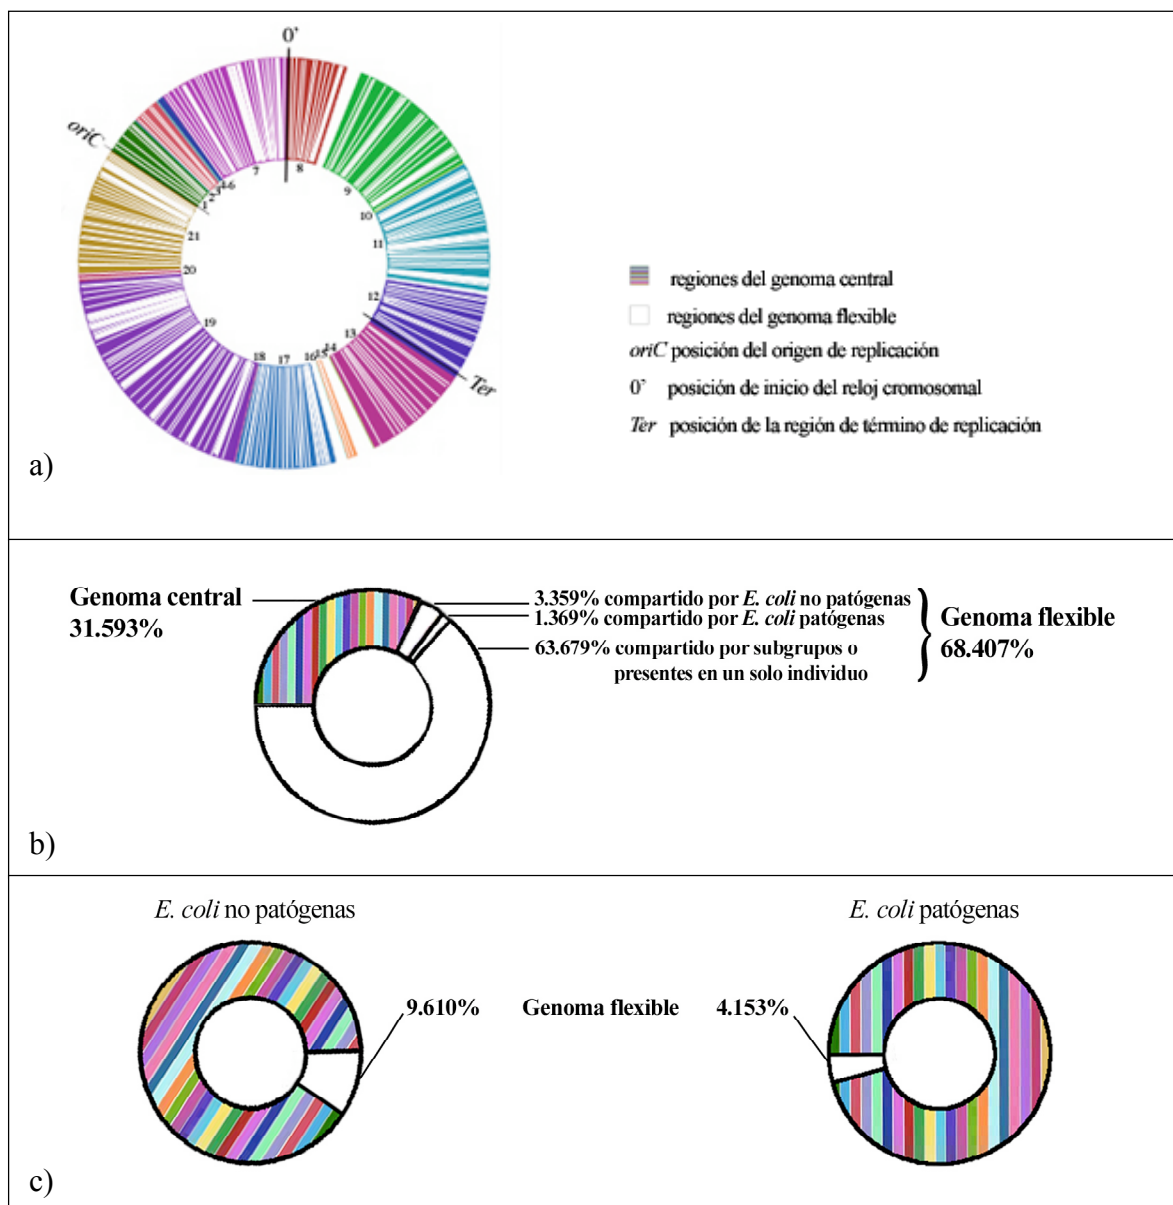 0'
oriC
Ter
1
2
3
4-6
7
8
9
10
11
12
13
14
15
16
17
18
19
20
21
regiones del genoma central
regiones del genoma flexible
oriC posición del origen de replicación
0' posición de inicio del reloj cromosomal
Ter posición de la región de término de replicación
a)
Genoma central
31.593%
3.359% compartido por E. coli no patógenas
1.369% compartido por E. coli patógenas
63.679% compartido por subgrupos o
presentes en un solo individuo
Genoma flexible
68.407%
b)
E. coli no patógenas
E. coli patógenas
9.610% Genoma flexible 4.153%
c)